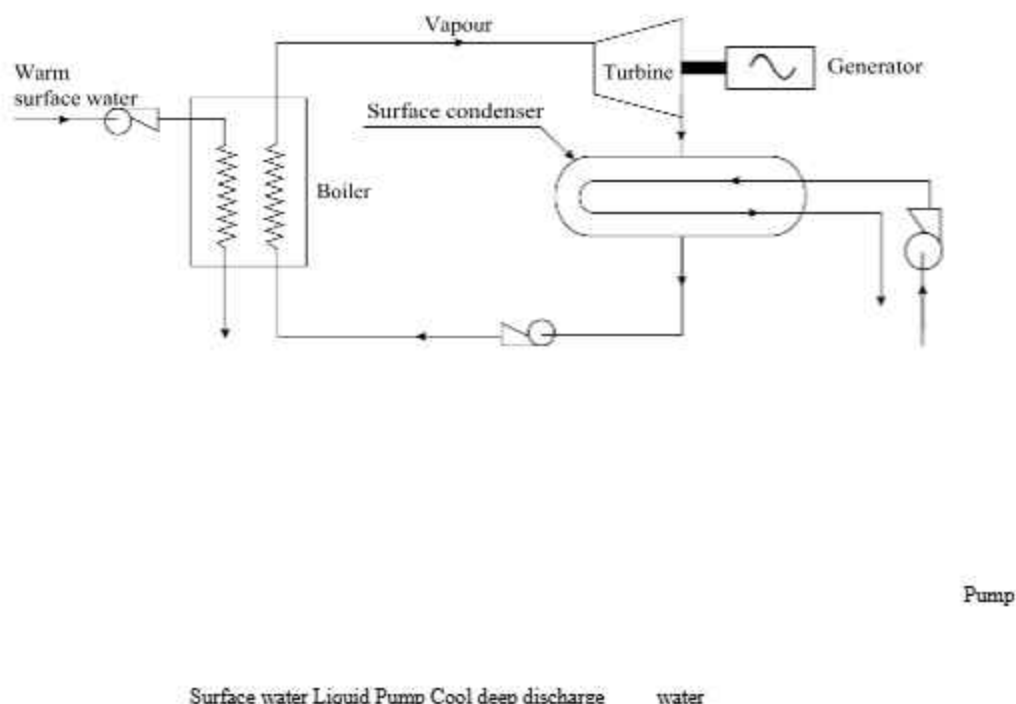 Vapour
Warm
surface water
Turbine
Generator
Surface condenser
Boiler
Pump
Surface water Liquid Pump Cool deep discharge water